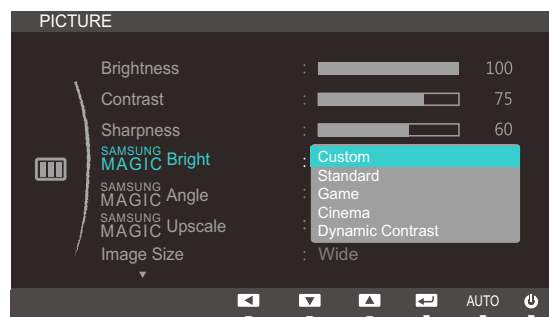 PICTURE
Brightness : 100
Contrast : 75
Sharpness : 60
SAMSUNG
MAGIC Bright : Custom
Standard
SAMSUNG
MAGIC Angle : Game
Cinema
SAMSUNG
MAGIC Upscale : Dynamic Contrast
Image Size : Wide
AUTO